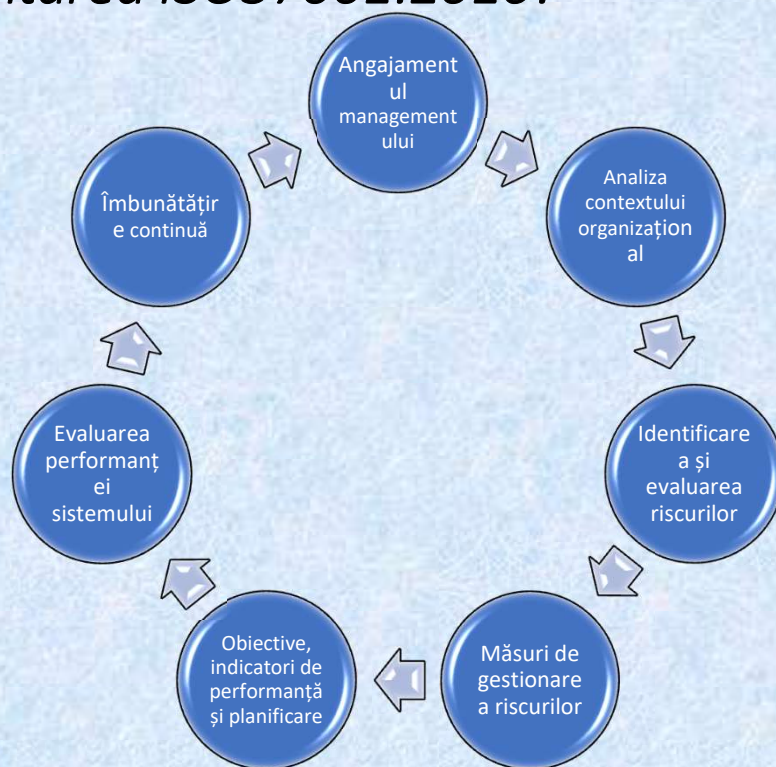 Angajament
ul
management
ului
Analiza
contextului
organizațion
al
Identificare
a și
evaluarea
riscurilor
Măsuri de
gestionare
a riscurilor
Obiective,
indicatori de
performanță
și planificare
Evaluarea
performanț
ei
sistemului
Îmbunătățir
e continuă